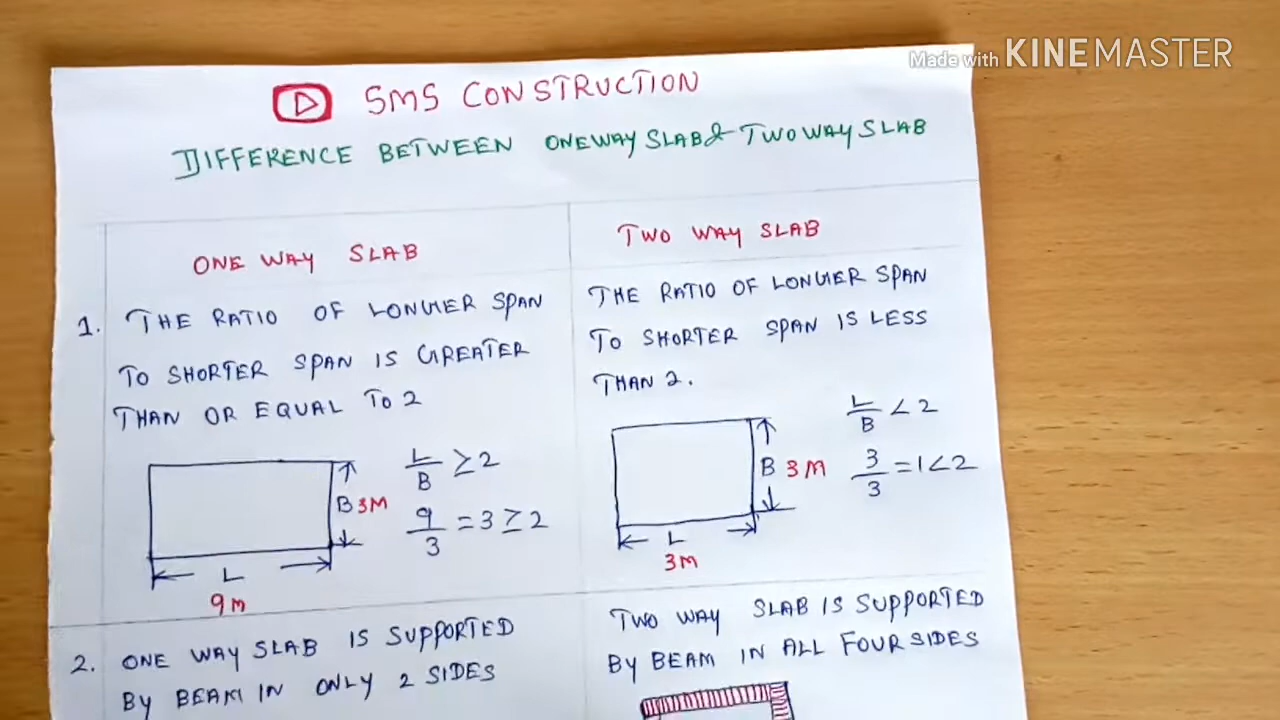 Made with KINEMASTER
SMS CONSTRUCTION
DIFFERENCE BETWEEN ONEWAY SLAB & TWO WAY SLAB
ONE WAY SLAB
1. THE RATIO OF LONGER SPAN
TO SHORTER SPAN IS GREATER
THAN OR EQUAL TO 2
L/B ≥ 2
B 3M
9/3 = 3 ≥ 2
L
9M
TWO WAY SLAB
THE RATIO OF LONGER SPAN
TO SHORTER SPAN IS LESS
THAN 2.
L/B < 2
B 3M
3/3 = 1 < 2
L
3M
2. ONE WAY SLAB IS SUPPORTED
BY BEAM IN ONLY 2 SIDES
TWO WAY SLAB IS SUPPORTED
BY BEAM IN ALL FOUR SIDES